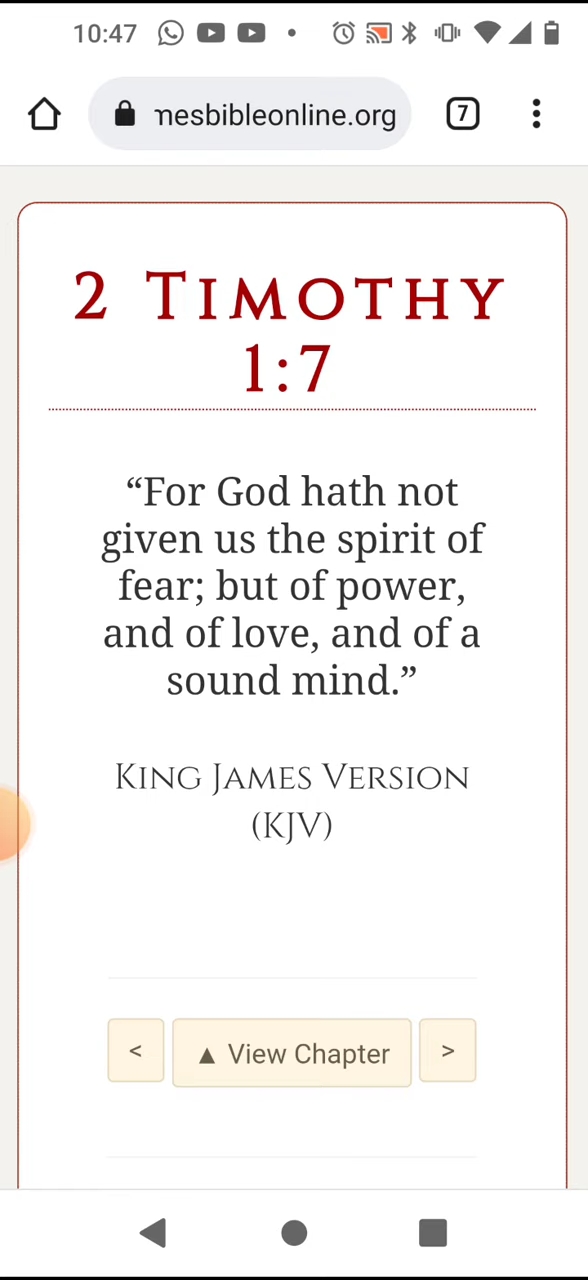 10:47
mesbibleonline.org
7
2 Timothy
1:7
“For God hath not
given us the spirit of
fear; but of power,
and of love, and of a
sound mind.”
King James Version
(KJV)
<
▲ View Chapter
>